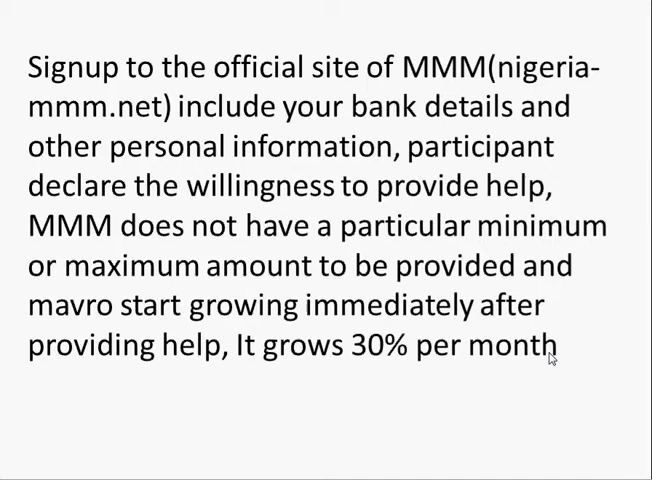 Signup to the official site of MMM(nigeria-
mmm.net) include your bank details and
other personal information, participant
declare the willingness to provide help,
MMM does not have a particular minimum
or maximum amount to be provided and
mavro start growing immediately after
providing help, It grows 30% per month